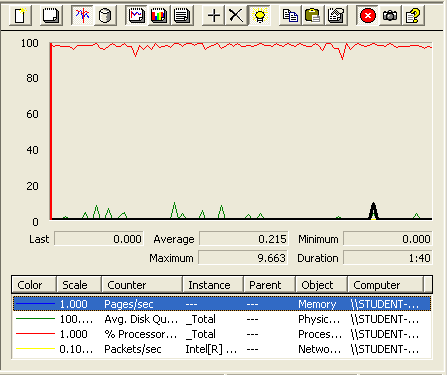 100
80
60
40
20
0
Last 0.000 Average 0.215 Minimum 0.000
Maximum 9.663 Duration 1:40
Color Scale Counter Instance Parent Object Computer
1.000 Pages/sec --- --- Memory \\STUDENT-...
100.... Avg. Disk Qu... _Total --- Physic... \\STUDENT-...
1.000 % Processor... _Total --- Proces... \\STUDENT-...
0.10... Packets/sec Intel[R] ... --- Netwo... \\STUDENT-...